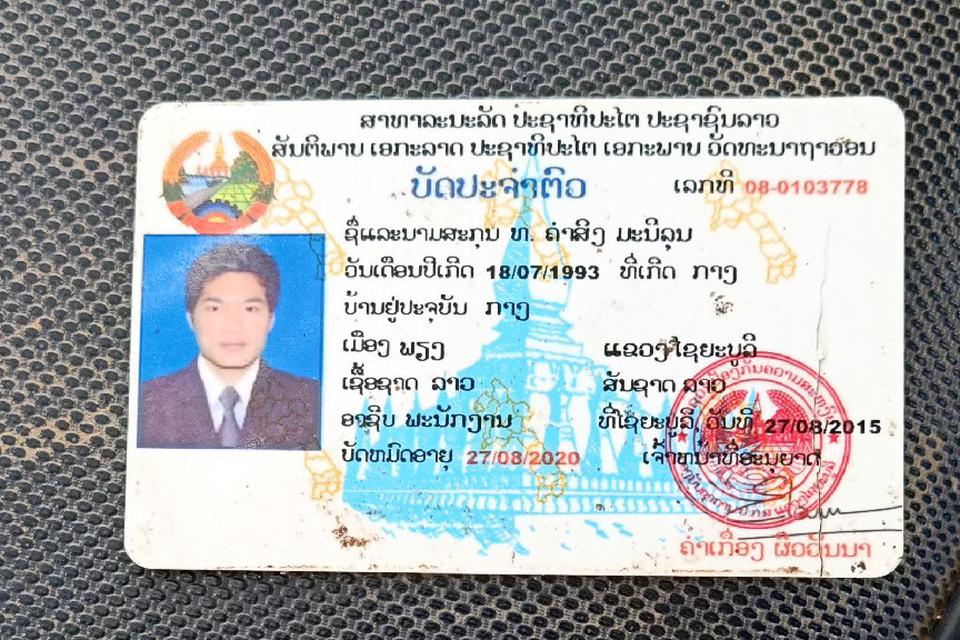 ສາທາລະນະລັດ ປະຊາທິປະໄຕ ປະຊາຊົນລາວ
ສັນຕິພາບ ເອກະລາດ ປະຊາທິປະໄຕ ເອກະພາບ ວັດທະນາຖາວອນ
ບັດປະຈຳຕົວ ເລກທີ 08-0103778
ຊື່ແລະນາມສະກຸນ ທ. ຄຳສິງ ມະນີລຸນ
ວັນເດືອນປີເກີດ 18/07/1993 ທີ່ເກີດ ກາງ
ບ້ານຢູ່ປະຈຸບັນ ກາງ
ເມືອງ ພຽງ ແຂວງ ໄຊຍະບູລີ
ເຊື້ອຊາດ ລາວ ສັນຊາດ ລາວ
ອາຊີບ ພະນັກງານ ທີ່ໄຊຍະບູລີ, ວັນທີ 27/08/2015
ບັດຫມົດອາຍຸ 27/08/2020 ເຈົ້າຫນ້າທີ່ອະນຸຍາດ
ຄຳເກື່ອງ ຜິວວັນນາ